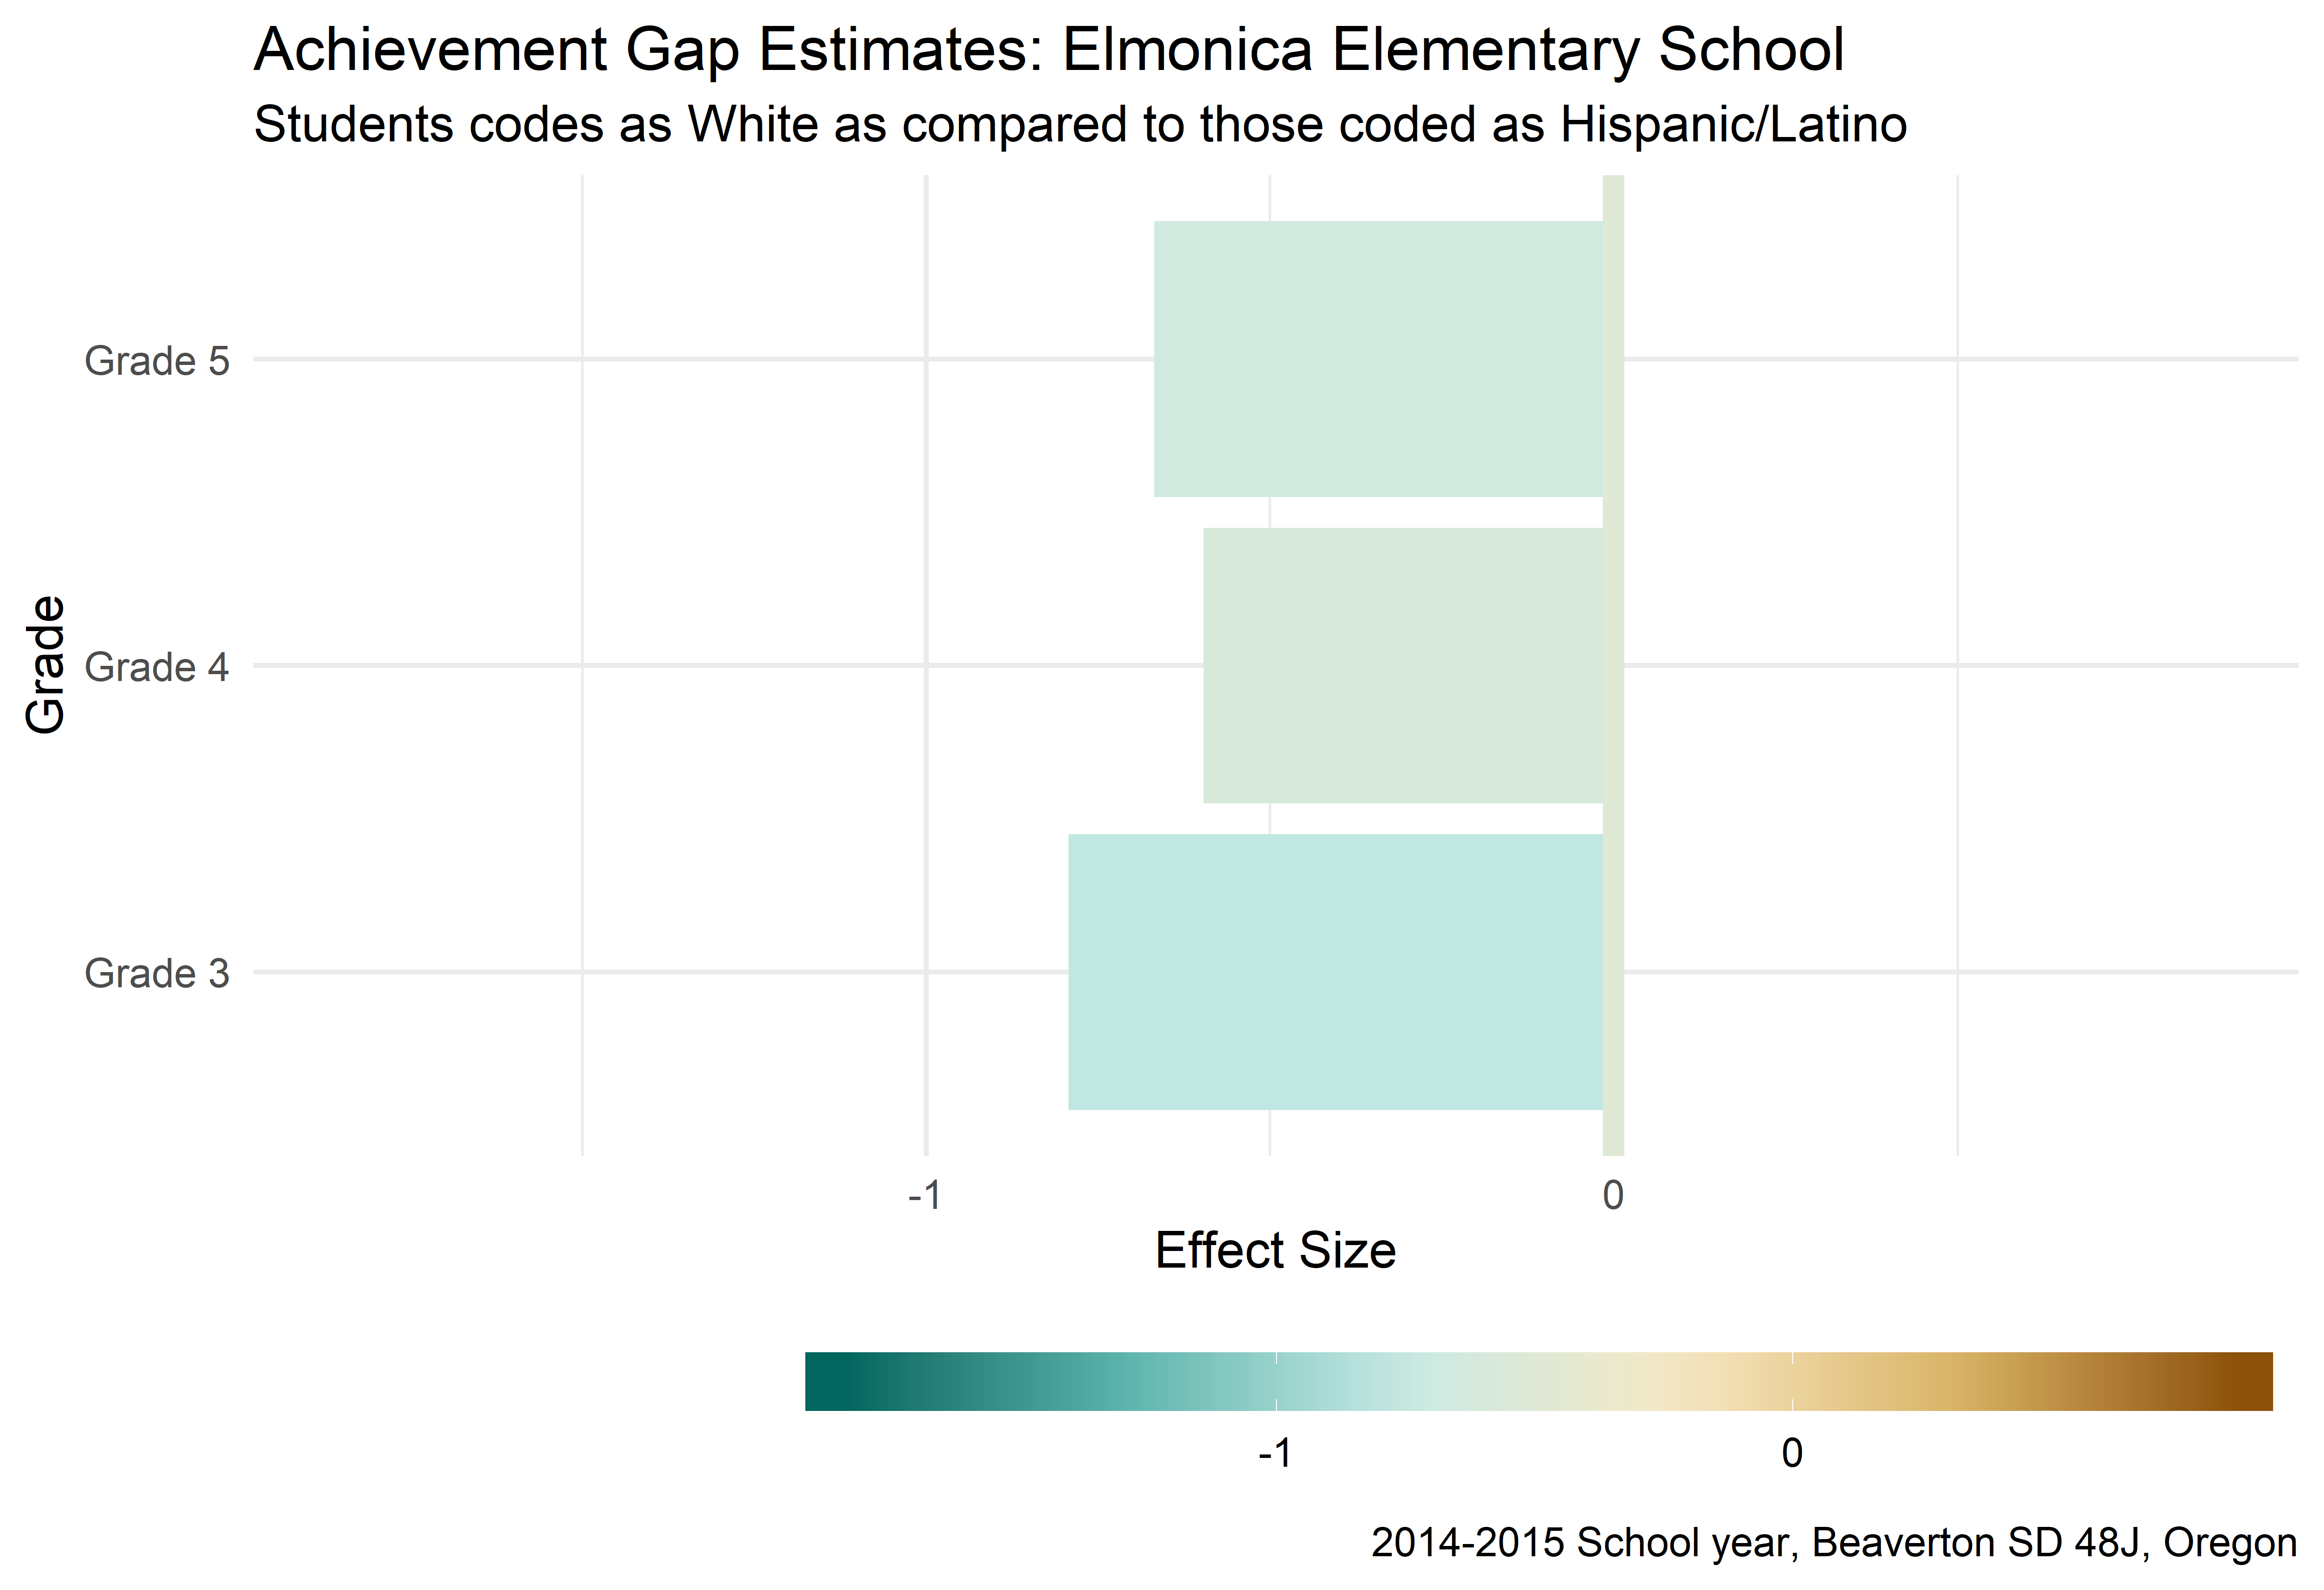 Achievement Gap Estimates: Elmonica Elementary School
Students codes as White as compared to those coded as Hispanic/Latino
Grade
Grade 5
Grade 4
Grade 3
-1 0
Effect Size
-1 0
2014-2015 School year, Beaverton SD 48J, Oregon